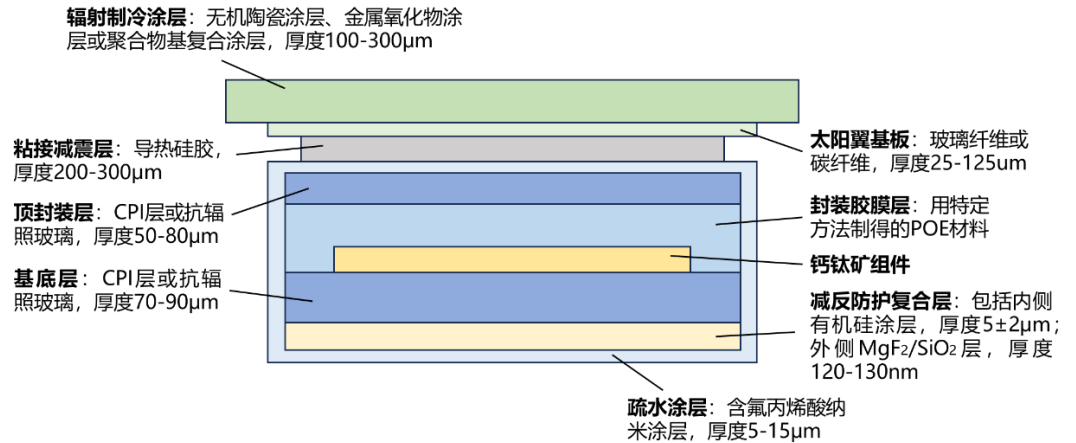 辐射制冷涂层：无机陶瓷涂层、金属氧化物涂
层或聚合物基复合涂层，厚度100-300μm
粘接减震层：导热硅胶，
厚度200-300μm
顶封装层：CPI层或抗辐
照玻璃，厚度50-80μm
基底层：CPI层或抗辐
照玻璃，厚度70-90μm
太阳翼基板：玻璃纤维或
碳纤维，厚度25-125um
封装胶膜层：用特定
方法制得的POE材料
钙钛矿组件
减反防护复合层：包括内侧
有机硅涂层，厚度5±2μm；
外侧MgF₂/SiO₂层，厚度
120-130nm
疏水涂层：含氟丙烯酸纳
米涂层，厚度5-15μm